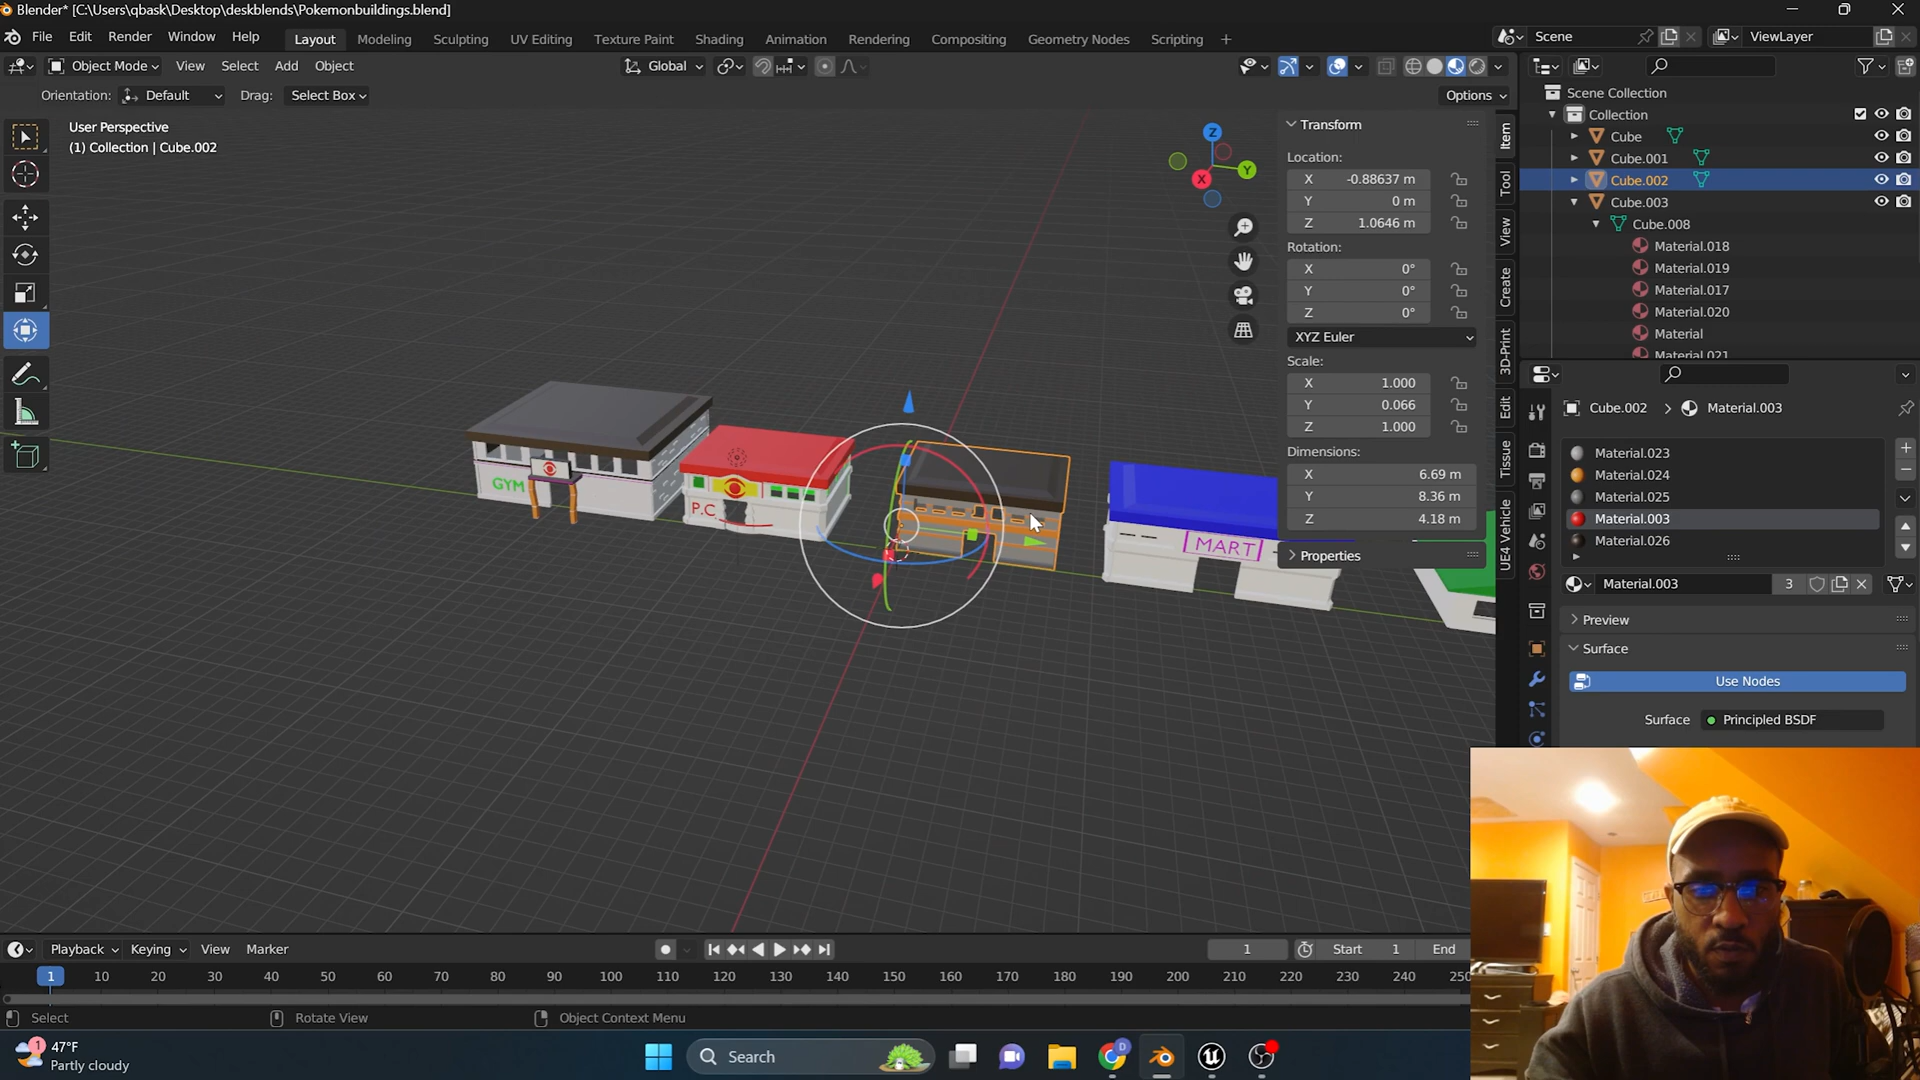 Blender* [C:\Users\qbask\Desktop\deskblends\Pokemonbuildings.blend]
File Edit Render Window Help Layout Modeling Sculpting UV Editing Texture Paint Shading Animation Rendering Compositing Geometry Nodes Scripting + Scene ViewLayer
Object Mode View Select Add Object Global
Orientation: Default Drag: Select Box Options
User Perspective
(1) Collection | Cube.002
Z
Y
X
Transform
Location:
X -0.88637 m
Y 0 m
Z 1.0646 m
Rotation:
X 0°
Y 0°
Z 0°
XYZ Euler
Scale:
X 1.000
Y 0.066
Z 1.000
Dimensions:
X 6.69 m
Y 8.36 m
Z 4.18 m
Properties
Item
Tool
View
Create
3D-Print
Edit
Tissue
UE4 Vehicle
GYM
P.C.
MART
Scene Collection
Collection
Cube
Cube.001
Cube.002
Cube.003
Cube.008
Material.018
Material.019
Material.017
Material.020
Material
Material.021
Cube.002 > Material.003
Material.023
Material.024
Material.025
Material.003
Material.026
Material.003 3
Preview
Surface
Use Nodes
Surface Principled BSDF
Playback Keying View Marker 1 Start 1 End
1 10 20 30 40 50 60 70 80 90 100 110 120 130 140 150 160 170 180 190 200 210 220 230 240 250
Select Rotate View Object Context Menu
1 47°F
Partly cloudy
Search
D